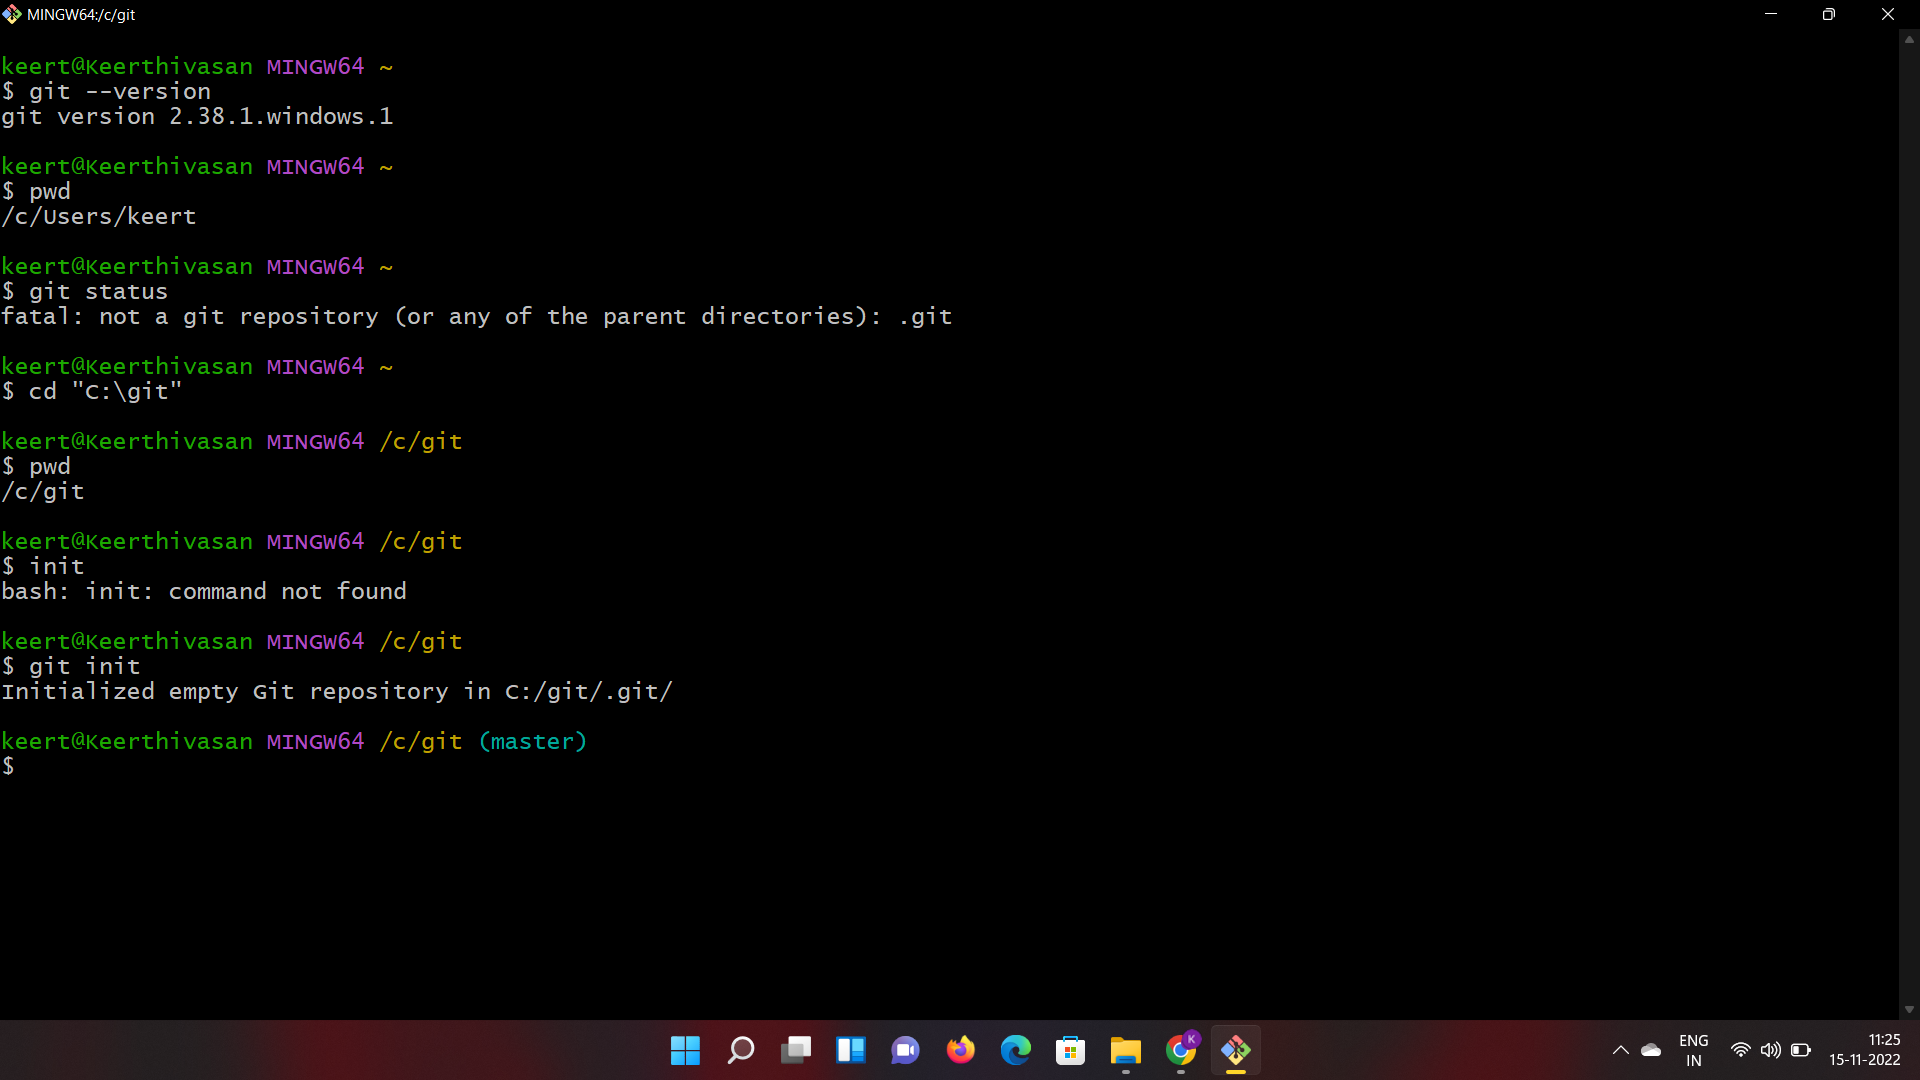 MINGW64:/c/git
keert@Keerthivasan MINGW64 ~
$ git --version
git version 2.38.1.windows.1
keert@Keerthivasan MINGW64 ~
$ pwd
/c/Users/keert
keert@Keerthivasan MINGW64 ~
$ git status
fatal: not a git repository (or any of the parent directories): .git
keert@Keerthivasan MINGW64 ~
$ cd "C:\git"
keert@Keerthivasan MINGW64 /c/git
$ pwd
/c/git
keert@Keerthivasan MINGW64 /c/git
$ init
bash: init: command not found
keert@Keerthivasan MINGW64 /c/git
$ git init
Initialized empty Git repository in C:/git/.git/
keert@Keerthivasan MINGW64 /c/git (master)
$
K
ENG
IN
11:25
15-11-2022